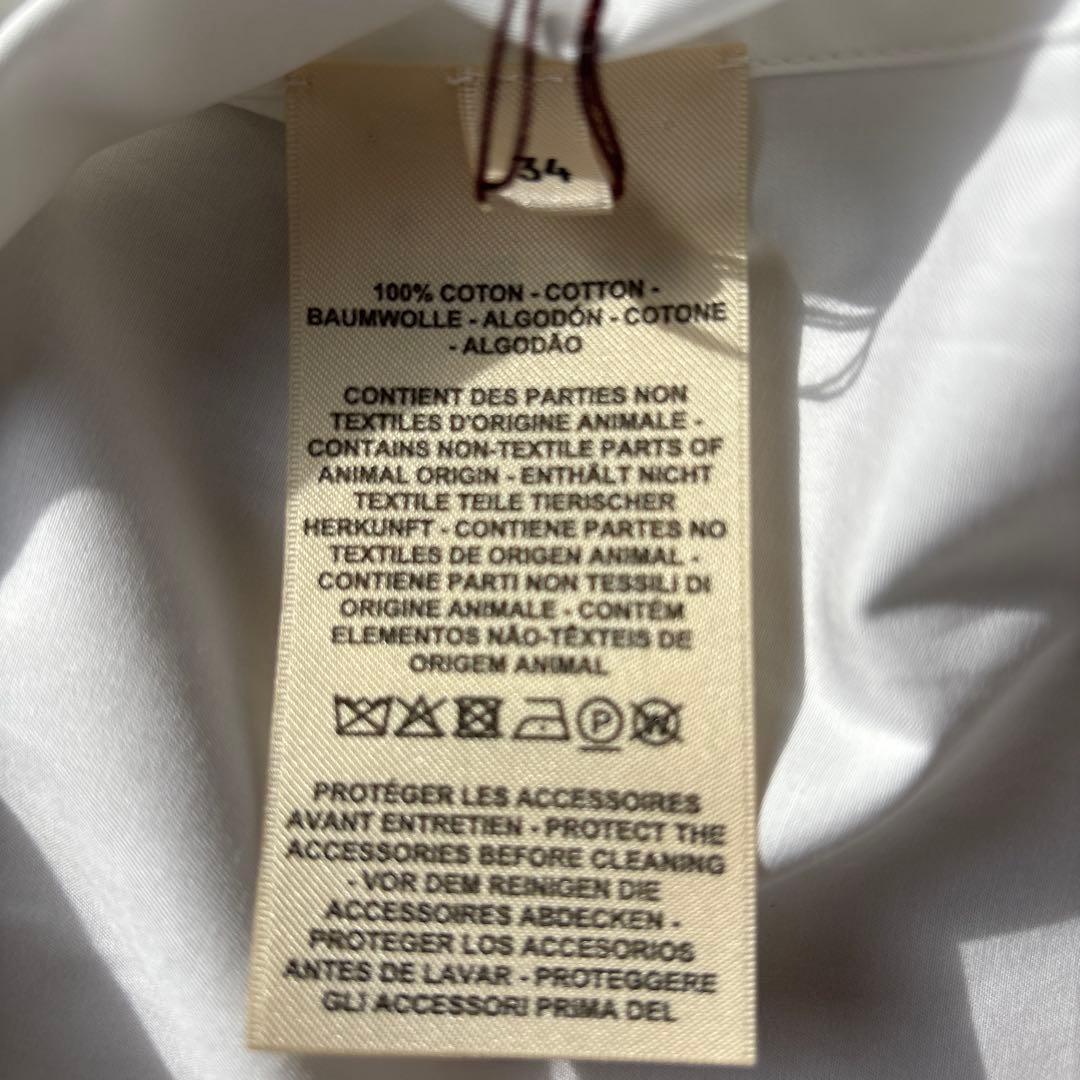 34
100% COTON - COTTON -
BAUMWOLLE - ALGODÓN - COTONE
- ALGODÃO
CONTIENT DES PARTIES NON
TEXTILES D'ORIGINE ANIMALE -
CONTAINS NON-TEXTILE PARTS OF
ANIMAL ORIGIN - ENTHÄLT NICHT
TEXTILE TEILE TIERISCHER
HERKUNFT - CONTIENE PARTES NO
TEXTILES DE ORIGEN ANIMAL -
CONTIENE PARTI NON TESSILI DI
ORIGINE ANIMALE - CONTÉM
ELEMENTOS NÃO-TÊXTEIS DE
ORIGEM ANIMAL
P W
PROTÉGER LES ACCESSOIRES
AVANT ENTRETIEN - PROTECT THE
ACCESSORIES BEFORE CLEANING
- VOR DEM REINIGEN DIE
ACCESSOIRES ABDECKEN -
PROTEGER LOS ACCESORIOS
ANTES DE LAVAR - PROTEGGERE
GLI ACCESSORI PRIMA DEL